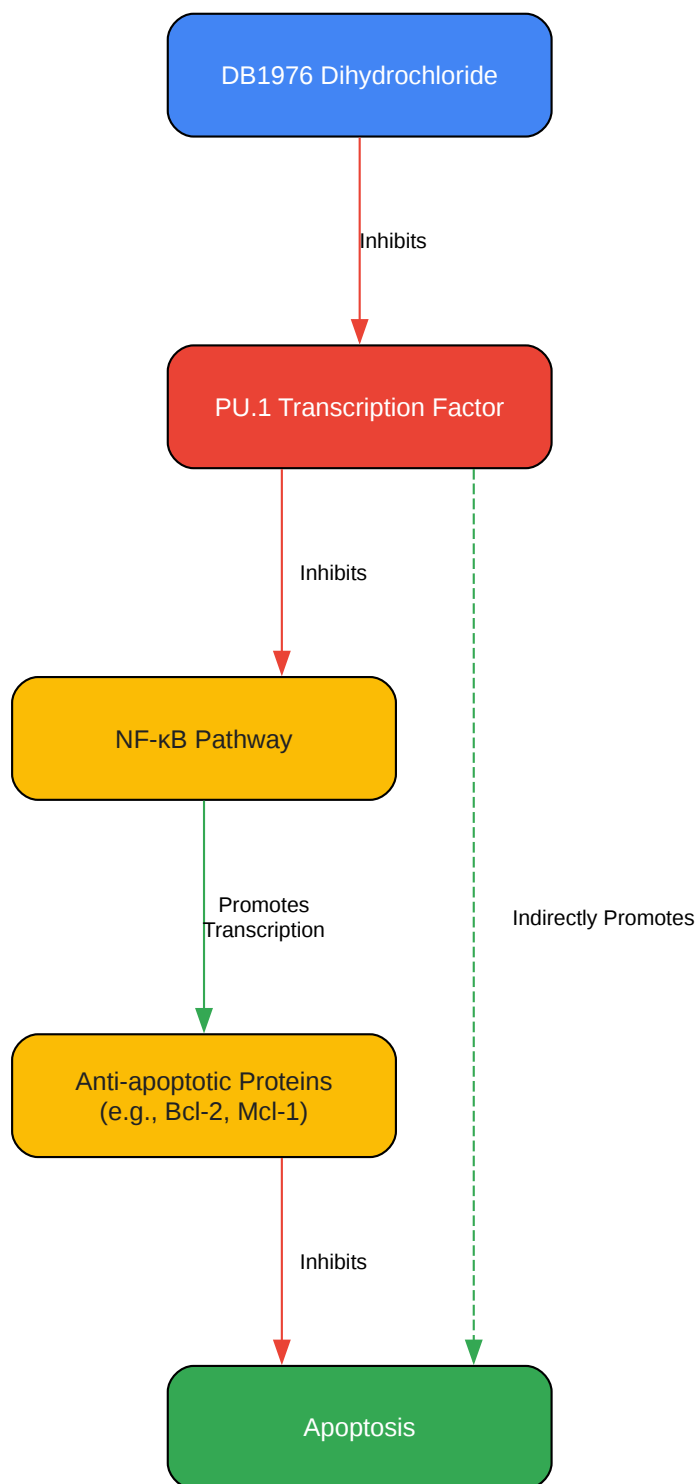 DB1976 Dihydrochloride
Inhibits
PU.1 Transcription Factor
Inhibits
NF-κB Pathway
Promotes
Transcription
Indirectly Promotes
Anti-apoptotic Proteins
(e.g., Bcl-2, Mcl-1)
Inhibits
Apoptosis